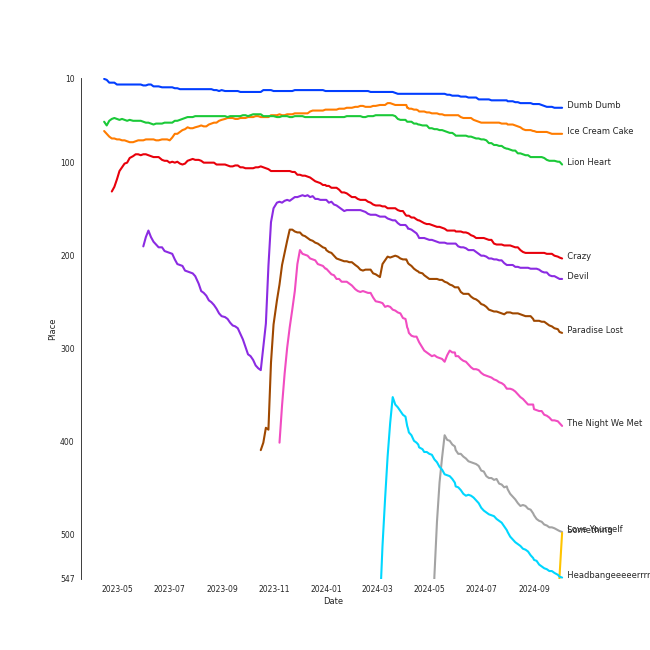 10
100
200
300
400
500
547
Place
2023-05
2023-07
2023-09
2023-11
2024-01
2024-03
2024-05
2024-07
2024-09
Date
Dumb Dumb
Ice Cream Cake
Lion Heart
Crazy
Devil
Paradise Lost
The Night We Met
Love Yourself
Something
Headbangeeeeerrrr